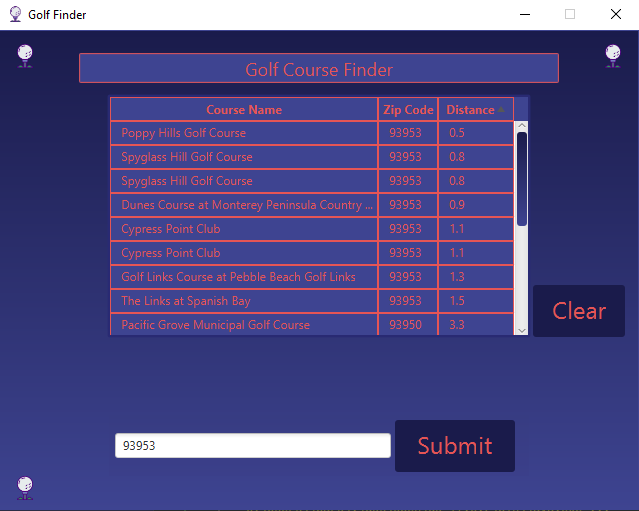 Golf Finder
Golf Course Finder
Course Name Zip Code Distance
Poppy Hills Golf Course 93953 0.5
Spyglass Hill Golf Course 93953 0.8
Spyglass Hill Golf Course 93953 0.8
Dunes Course at Monterey Peninsula Country ... 93953 0.9
Cypress Point Club 93953 1.1
Cypress Point Club 93953 1.1
Golf Links Course at Pebble Beach Golf Links 93953 1.3
The Links at Spanish Bay 93953 1.5
Pacific Grove Municipal Golf Course 93950 3.3
Clear
93953
Submit